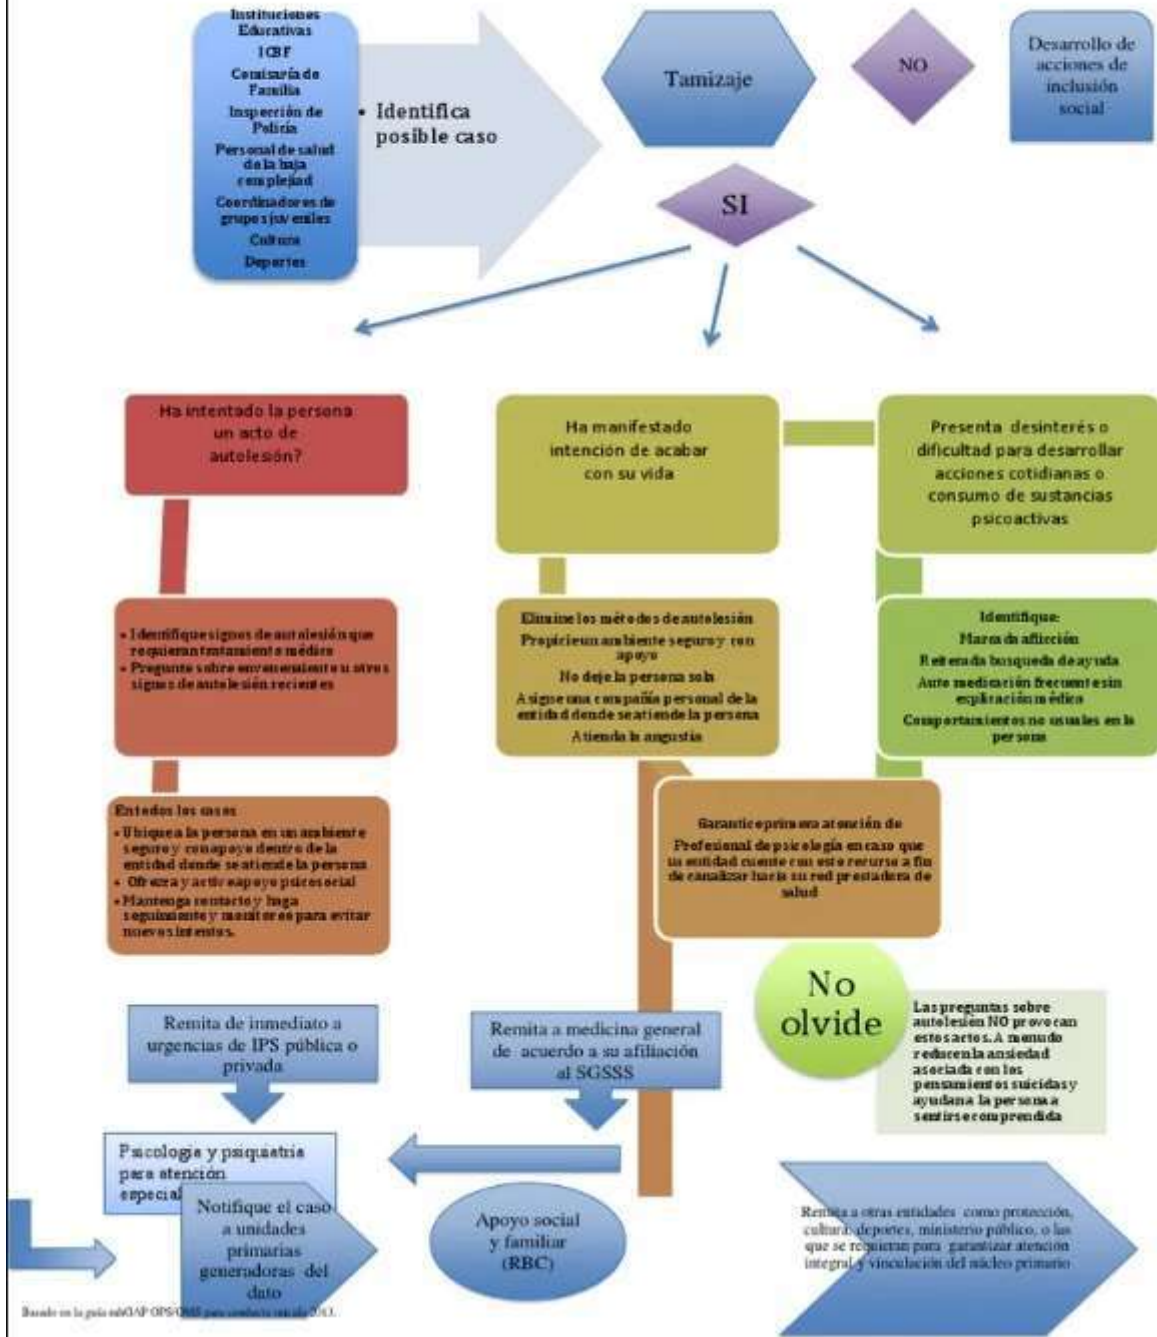 Instituciones
Educativas
ICBF
Comisaría de
Familia
Inspección de
Policía
Personal de salud
de la baja
complejiad
Coordinadores de
grupos juveniles
Cultura
Deportes
• Identifica
posible caso
Tamizaje
NO
Desarrollo de
acciones de
inclusión
social
SI
Ha intentado la persona
un acto de
autolesión?
Ha manifestado
intención de acabar
con su vida
Presenta desinterés o
dificultad para desarrollar
acciones cotidianas o
consumo de sustancias
psicoactivas
• Identifique signos de autolesión que
requieran tratamiento médico
• Pregunte sobre envenenamiento u otros
signos de autolesión recientes
Elimine los métodos de autolesión
Propicie un ambiente seguro y con
apoyo
No deje la persona sola
Asigne una compañía personal de la
entidad donde se atiende la persona
Atienda la angustia
Identifique:
Marcada aflicción
Reiterada busqueda de ayuda
Auto medicación frecuente sin
explicación médica
Comportamientos no usuales en la
persona
En todos los casos
• Ubique a la persona en un ambiente
seguro y con apoyo dentro de la
entidad donde se atiende la persona
• Ofrezca y active apoyo psicosocial
• Mantenga contacto y haga
seguimiento y monitoreo para evitar
nuevos intentos.
Garantice primera atención de
Profesional de psicología en caso que
su entidad cuente con este recurso a fin
de canalizar hacia su red prestadora de
salud
No
olvide
Las preguntas sobre
autolesión NO provocan
estos actos. A menudo
reducen la ansiedad
asociada con los
pensamientos suicidas y
ayudan a la persona a
sentirse comprendida
Remita de inmediato a
urgencias de IPS pública o
privada
Remita a medicina general
de acuerdo a su afiliación
al SGSSS
Psicología y psiquiatría
para atención
especial
Notifique el caso
a unidades
primarias
generadoras del
dato
Apoyo social
y familiar
(RBC)
Remita a otras entidades como protección,
cultura, deportes, ministerio público, o las
que se requieran para garantizar atención
integral y vinculación del núcleo primario
Basado en la guía mhGAP OPS/OMS para conducta suicida 2013.